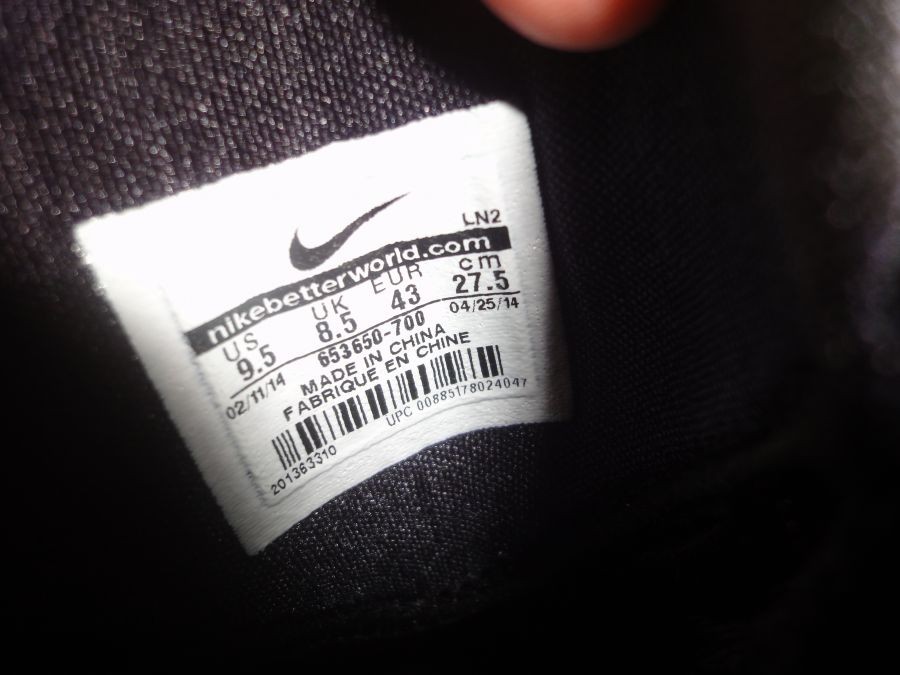 LN2
nikebetterworld.com
US UK EUR cm
9.5 8.5 43 27.5
02/11/14 653650-700 04/25/14
MADE IN CHINA
FABRIQUE EN CHINE
201363310 UPC 00885178024047